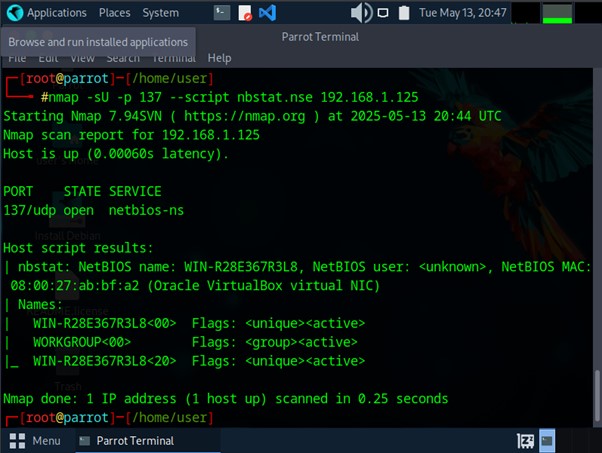 Applications Places System Tue May 13, 20:47
Browse and run installed applications
Parrot Terminal
File Edit View Search Terminal Help
┌─[root@parrot]─[/home/user]
└──╼ #nmap -sU -p 137 --script nbstat.nse 192.168.1.125
Starting Nmap 7.94SVN ( https://nmap.org ) at 2025-05-13 20:44 UTC
Nmap scan report for 192.168.1.125
Host is up (0.00060s latency).
PORT STATE SERVICE
137/udp open netbios-ns
Host script results:
| nbstat: NetBIOS name: WIN-R28E367R3L8, NetBIOS user: <unknown>, NetBIOS MAC:
08:00:27:ab:bf:a2 (Oracle VirtualBox virtual NIC)
| Names:
| WIN-R28E367R3L8<00> Flags: <unique><active>
| WORKGROUP<00> Flags: <group><active>
|_ WIN-R28E367R3L8<20> Flags: <unique><active>
Nmap done: 1 IP address (1 host up) scanned in 0.25 seconds
┌─[root@parrot]─[/home/user]
Install Debian
Trash
Menu Parrot Terminal